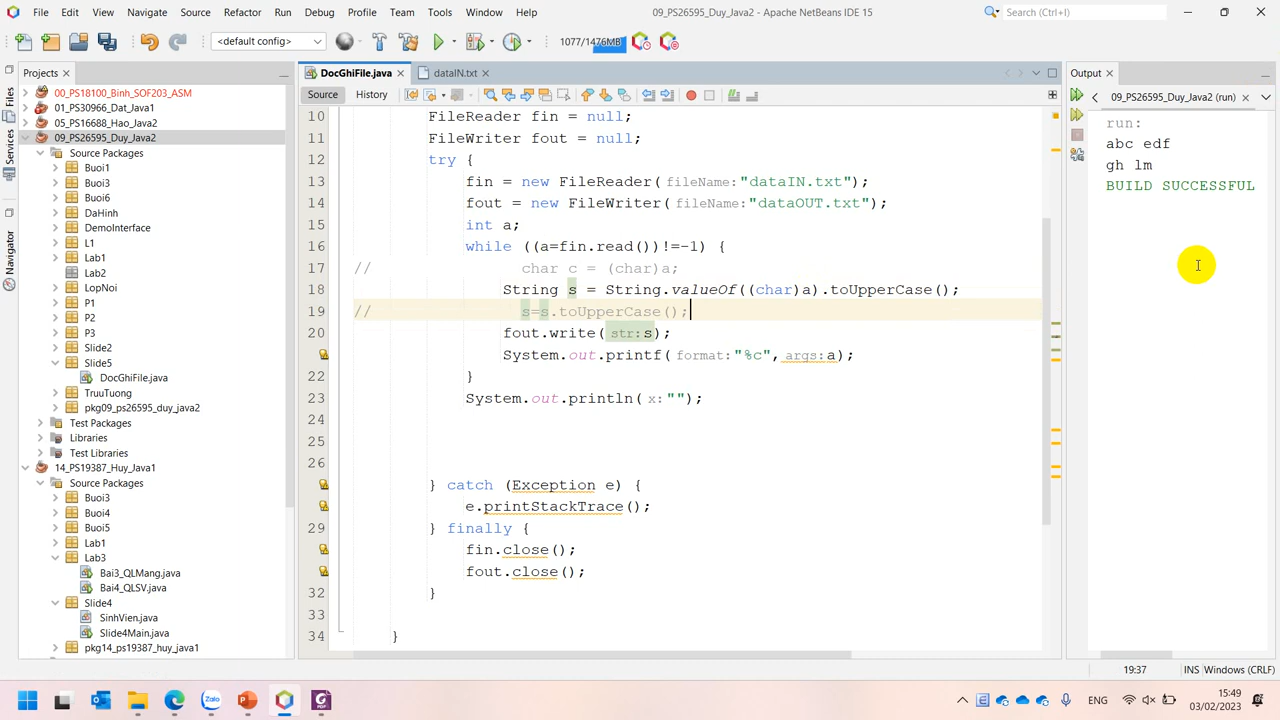 File Edit View Navigate Source Refactor Run Debug Profile Team Tools Window Help 09_PS26595_Duy_Java2 - Apache NetBeans IDE 15 Search (Ctrl+I)
<default config> 1077/1476MB
Projects DocGhiFile.java dataIN.txt Output
Source History 09_PS26595_Duy_Java2 (run)
Files
Services
Navigator
00_PS18100_Binh_SOF203_ASM
01_PS30966_Dat_Java1
05_PS16688_Hao_Java2
09_PS26595_Duy_Java2
Source Packages
Buoi1
Buoi3
Buoi6
DaHinh
DemoInterface
L1
Lab1
Lab2
LopNoi
P1
P2
P3
Slide2
Slide5
DocGhiFile.java
TruuTuong
pkg09_ps26595_duy_java2
Test Packages
Libraries
Test Libraries
14_PS19387_Huy_Java1
Source Packages
Buoi3
Buoi4
Buoi5
Lab1
Lab3
Bai3_QLMang.java
Bai4_QLSV.java
Slide4
SinhVien.java
Slide4Main.java
pkg14_ps19387_huy_java1
10 FileReader fin = null;
11 FileWriter fout = null;
12 try {
13 fin = new FileReader(fileName:"dataIN.txt");
14 fout = new FileWriter(fileName:"dataOUT.txt");
15 int a;
16 while ((a=fin.read())!=-1) {
17 // char c = (char)a;
18 String s = String.valueOf((char)a).toUpperCase();
19 // s=s.toUpperCase();
20 fout.write(str:s);
System.out.printf(format:"%c",args:a);
22 }
23 System.out.println(x:"");
24
25
26
} catch (Exception e) {
e.printStackTrace();
29 } finally {
fin.close();
fout.close();
32 }
33
34 }
run:
abc edf
gh lm
BUILD SUCCESSFUL
19:37 INS Windows (CRLF)
Zalo ENG 15:49
03/02/2023